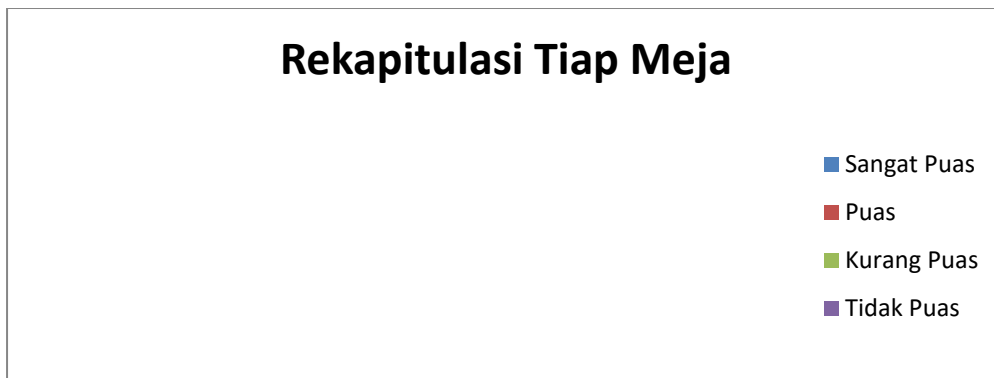 Rekapitulasi Tiap Meja
Sangat Puas
Puas
Kurang Puas
Tidak Puas